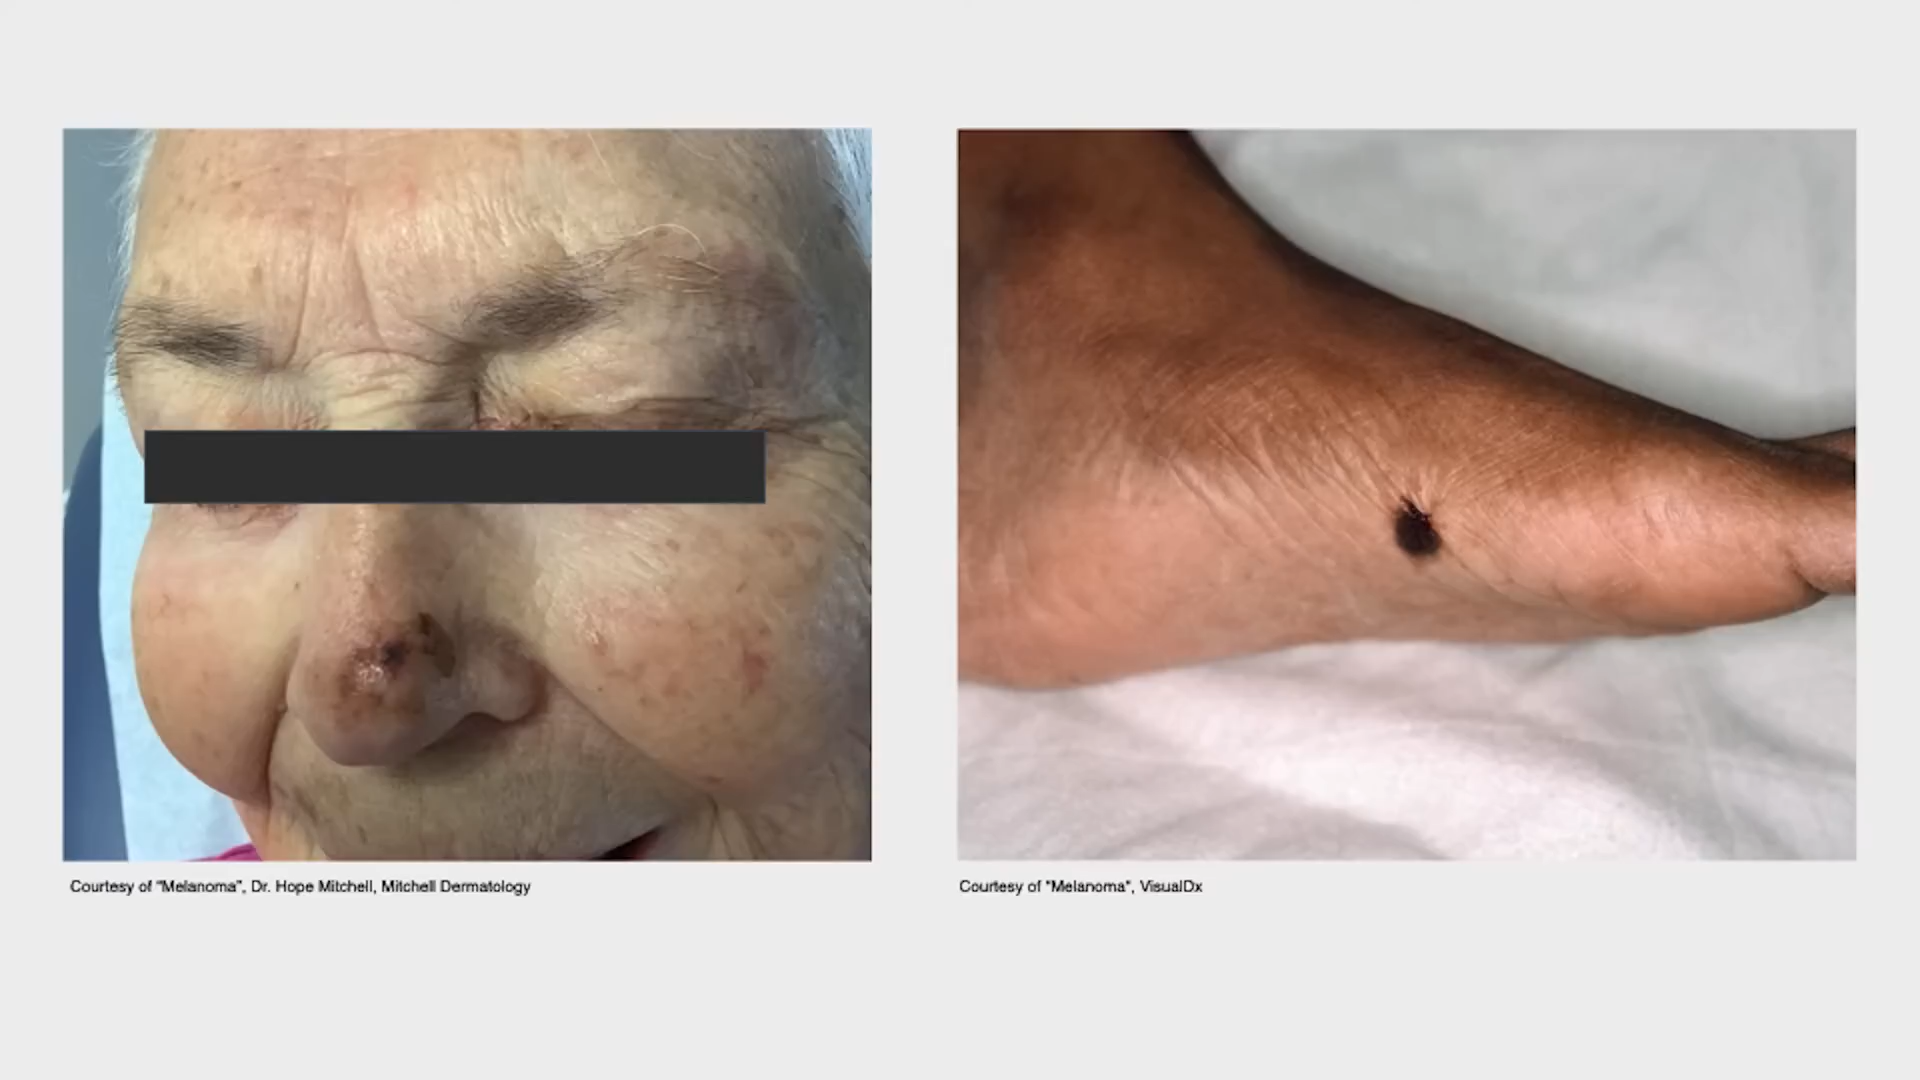 Courtesy of "Melanoma", Dr. Hope Mitchell, Mitchell Dermatology
Courtesy of "Melanoma", VisualDx